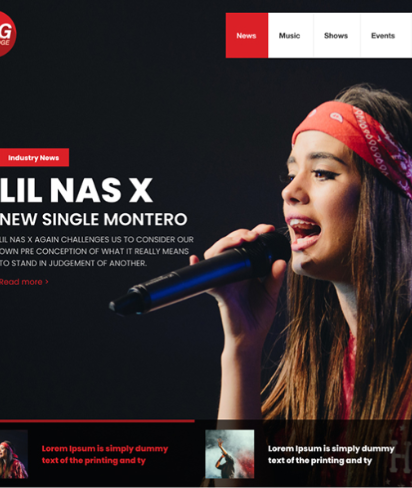 G
DGE
News Music Shows Events
Industry News
LIL NAS X
NEW SINGLE MONTERO
LIL NAS X AGAIN CHALLENGES US TO CONSIDER OUR
OWN PRE CONCEPTION OF WHAT IT REALLY MEANS
TO STAND IN JUDGEMENT OF ANOTHER.
Read more >
Lorem Ipsum is simply dummy
text of the printing and ty
Lorem Ipsum is simply dummy
text of the printing and ty